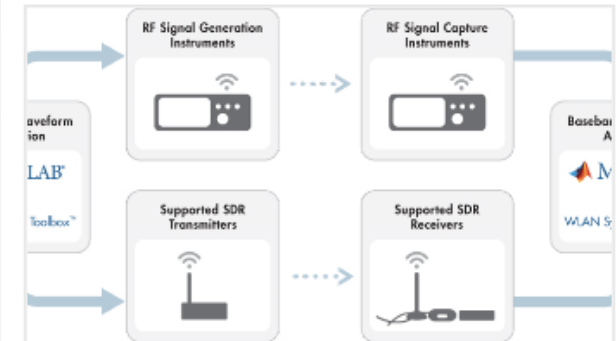 RF Signal Generation
Instruments
RF Signal Capture
Instruments
aveform
ion
LAB®
Toolbox™
Baseban
A
M
WLAN S
Supported SDR
Transmitters
Supported SDR
Receivers